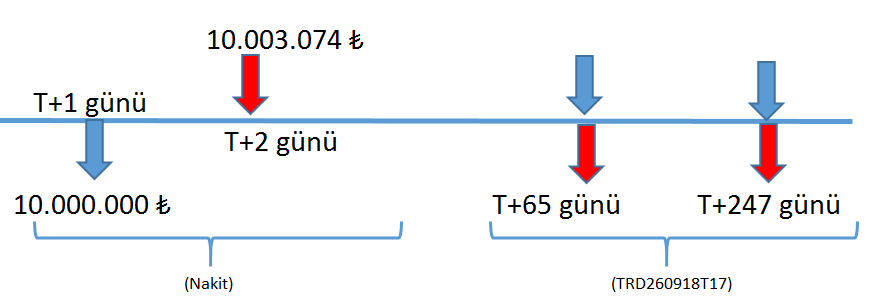 10.003.074 ₺
T+1 günü
T+2 günü
10.000.000 ₺
T+65 günü
T+247 günü
(Nakit)
(TRD260918T17)